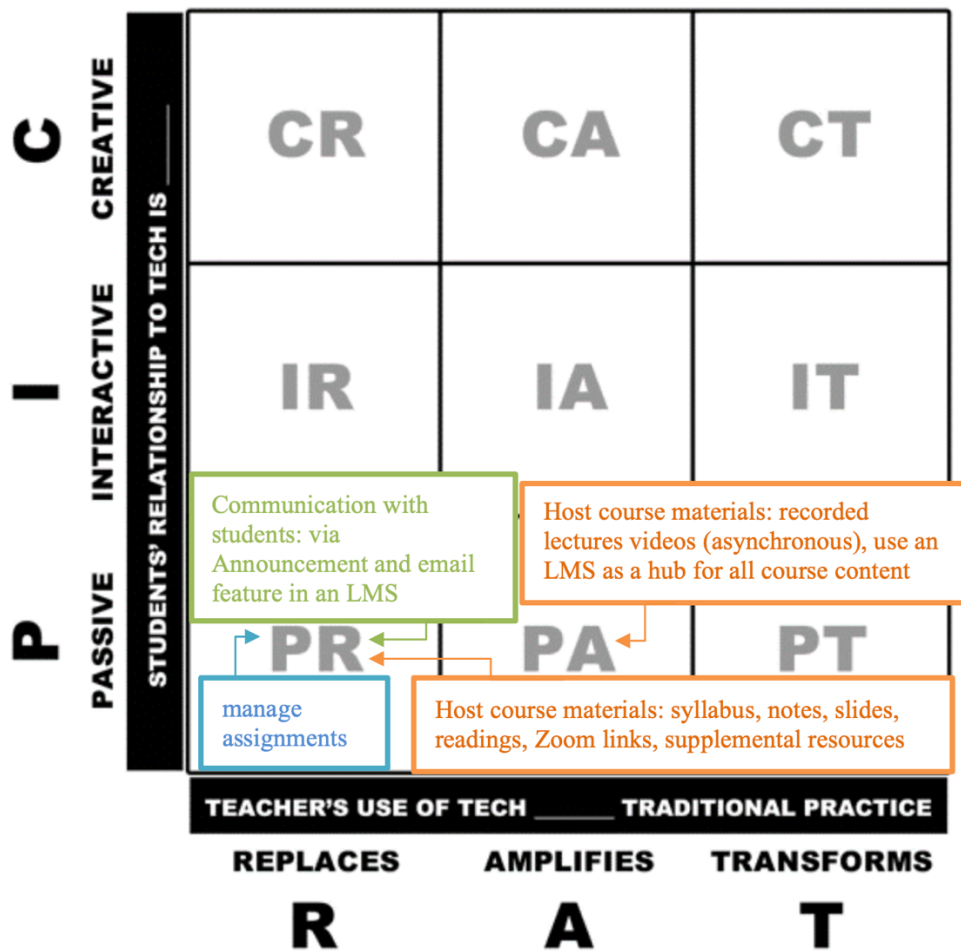 C
CREATIVE
I
INTERACTIVE
P
PASSIVE
STUDENTS' RELATIONSHIP TO TECH IS _____
CR
CA
CT
IR
IA
IT
Communication with
students: via
Announcement and email
feature in an LMS
Host course materials: recorded
lectures videos (asynchronous), use an
LMS as a hub for all course content
PR
PA
PT
manage
assignments
Host course materials: syllabus, notes, slides,
readings, Zoom links, supplemental resources
TEACHER'S USE OF TECH ______ TRADITIONAL PRACTICE
REPLACES
AMPLIFIES
TRANSFORMS
R
A
T